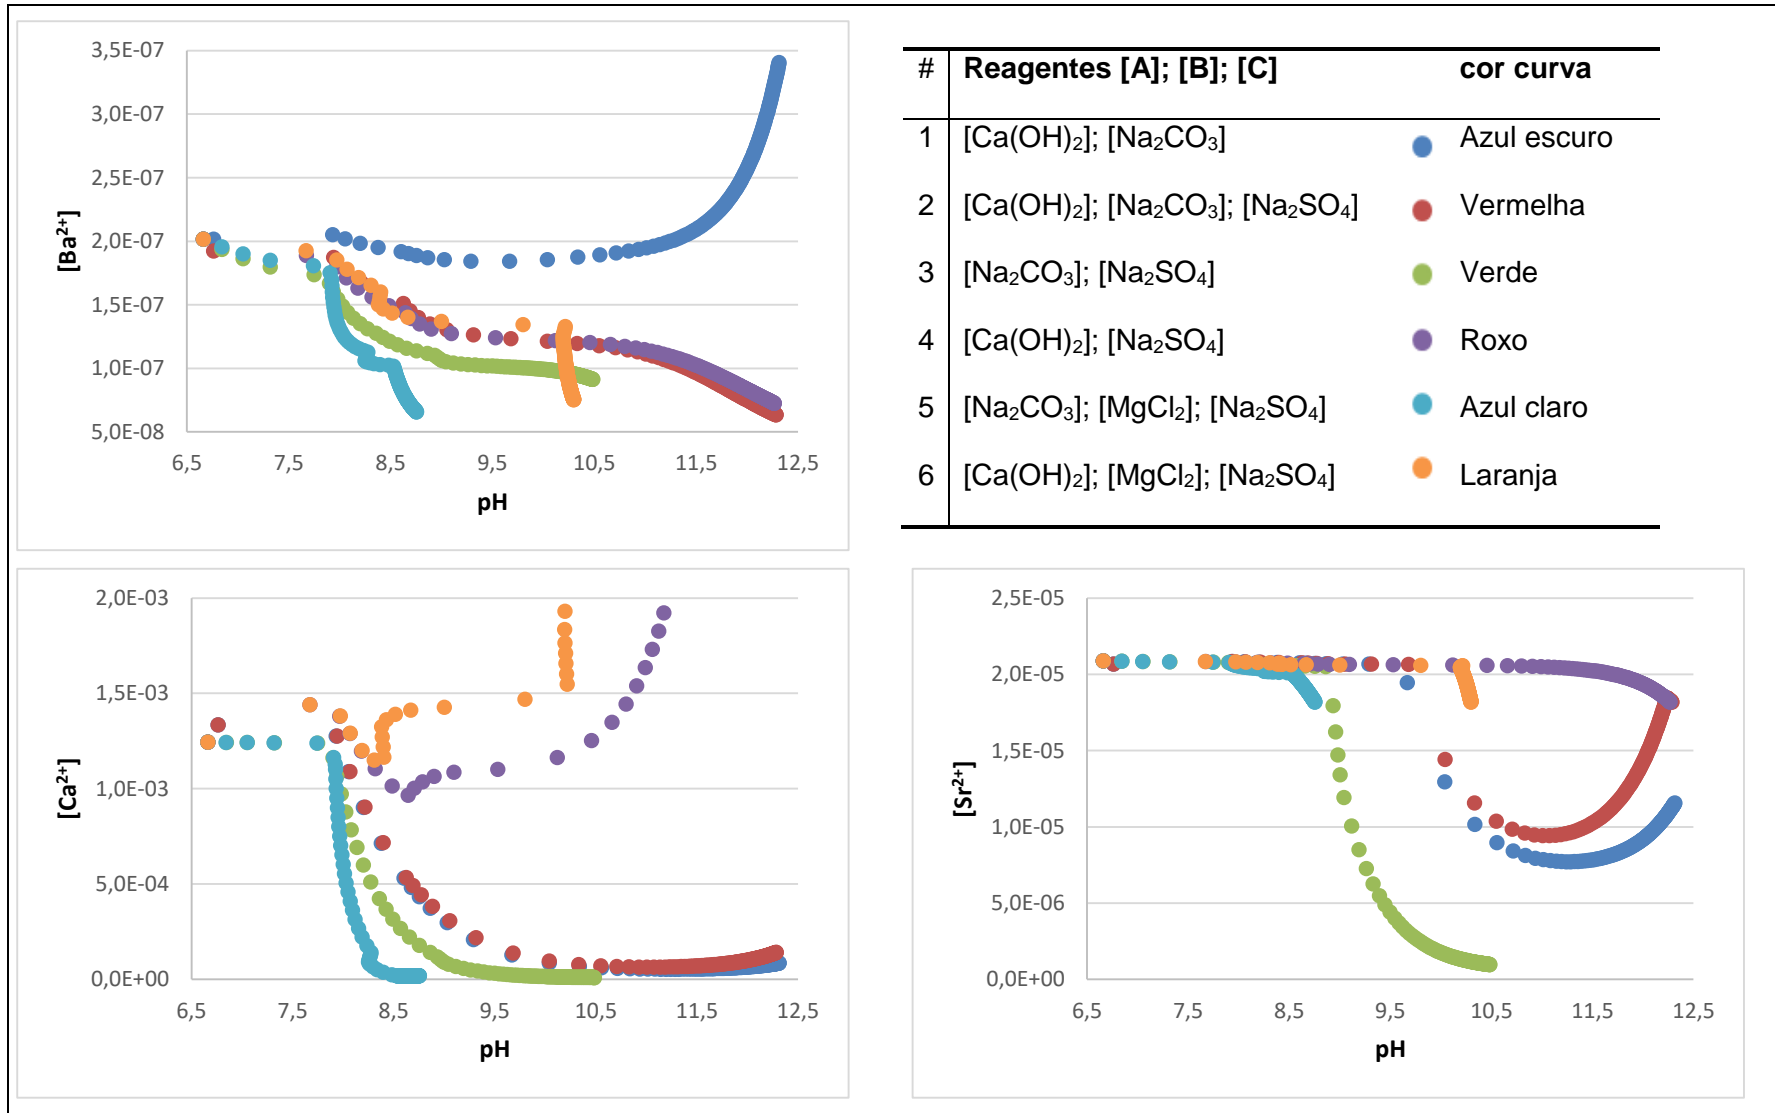 3,5E-07
3,0E-07
2,5E-07
2,0E-07
1,5E-07
1,0E-07
5,0E-08
[Ba²⁺]
6,5 7,5 8,5 9,5 10,5 11,5 12,5
pH
# Reagentes [A]; [B]; [C] cor curva
1 [Ca(OH)₂]; [Na₂CO₃] Azul escuro
2 [Ca(OH)₂]; [Na₂CO₃]; [Na₂SO₄] Vermelha
3 [Na₂CO₃]; [Na₂SO₄] Verde
4 [Ca(OH)₂]; [Na₂SO₄] Roxo
5 [Na₂CO₃]; [MgCl₂]; [Na₂SO₄] Azul claro
6 [Ca(OH)₂]; [MgCl₂]; [Na₂SO₄] Laranja
2,0E-03
1,5E-03
1,0E-03
5,0E-04
0,0E+00
[Ca²⁺]
6,5 7,5 8,5 9,5 10,5 11,5 12,5
pH
2,5E-05
2,0E-05
1,5E-05
1,0E-05
5,0E-06
0,0E+00
[Sr²⁺]
6,5 7,5 8,5 9,5 10,5 11,5 12,5
pH